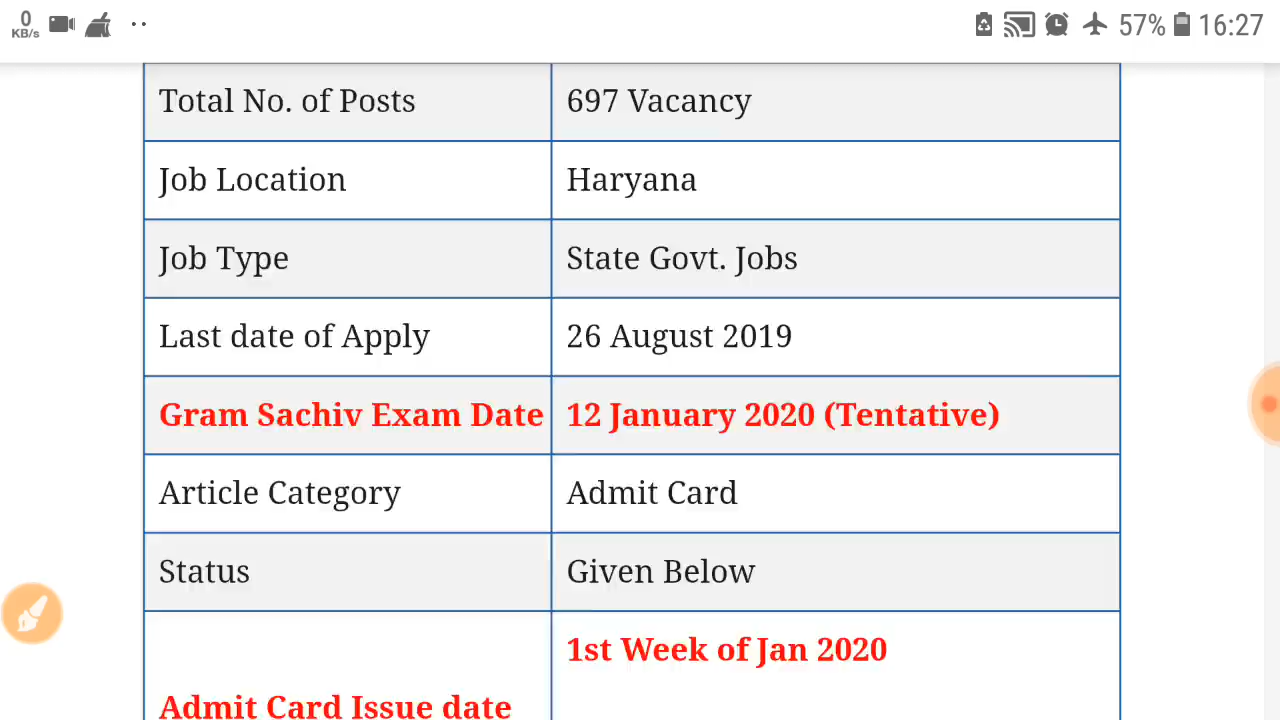 0
KB/s
57% 16:27
Total No. of Posts 697 Vacancy
Job Location Haryana
Job Type State Govt. Jobs
Last date of Apply 26 August 2019
Gram Sachiv Exam Date 12 January 2020 (Tentative)
Article Category Admit Card
Status Given Below
1st Week of Jan 2020
Admit Card Issue date